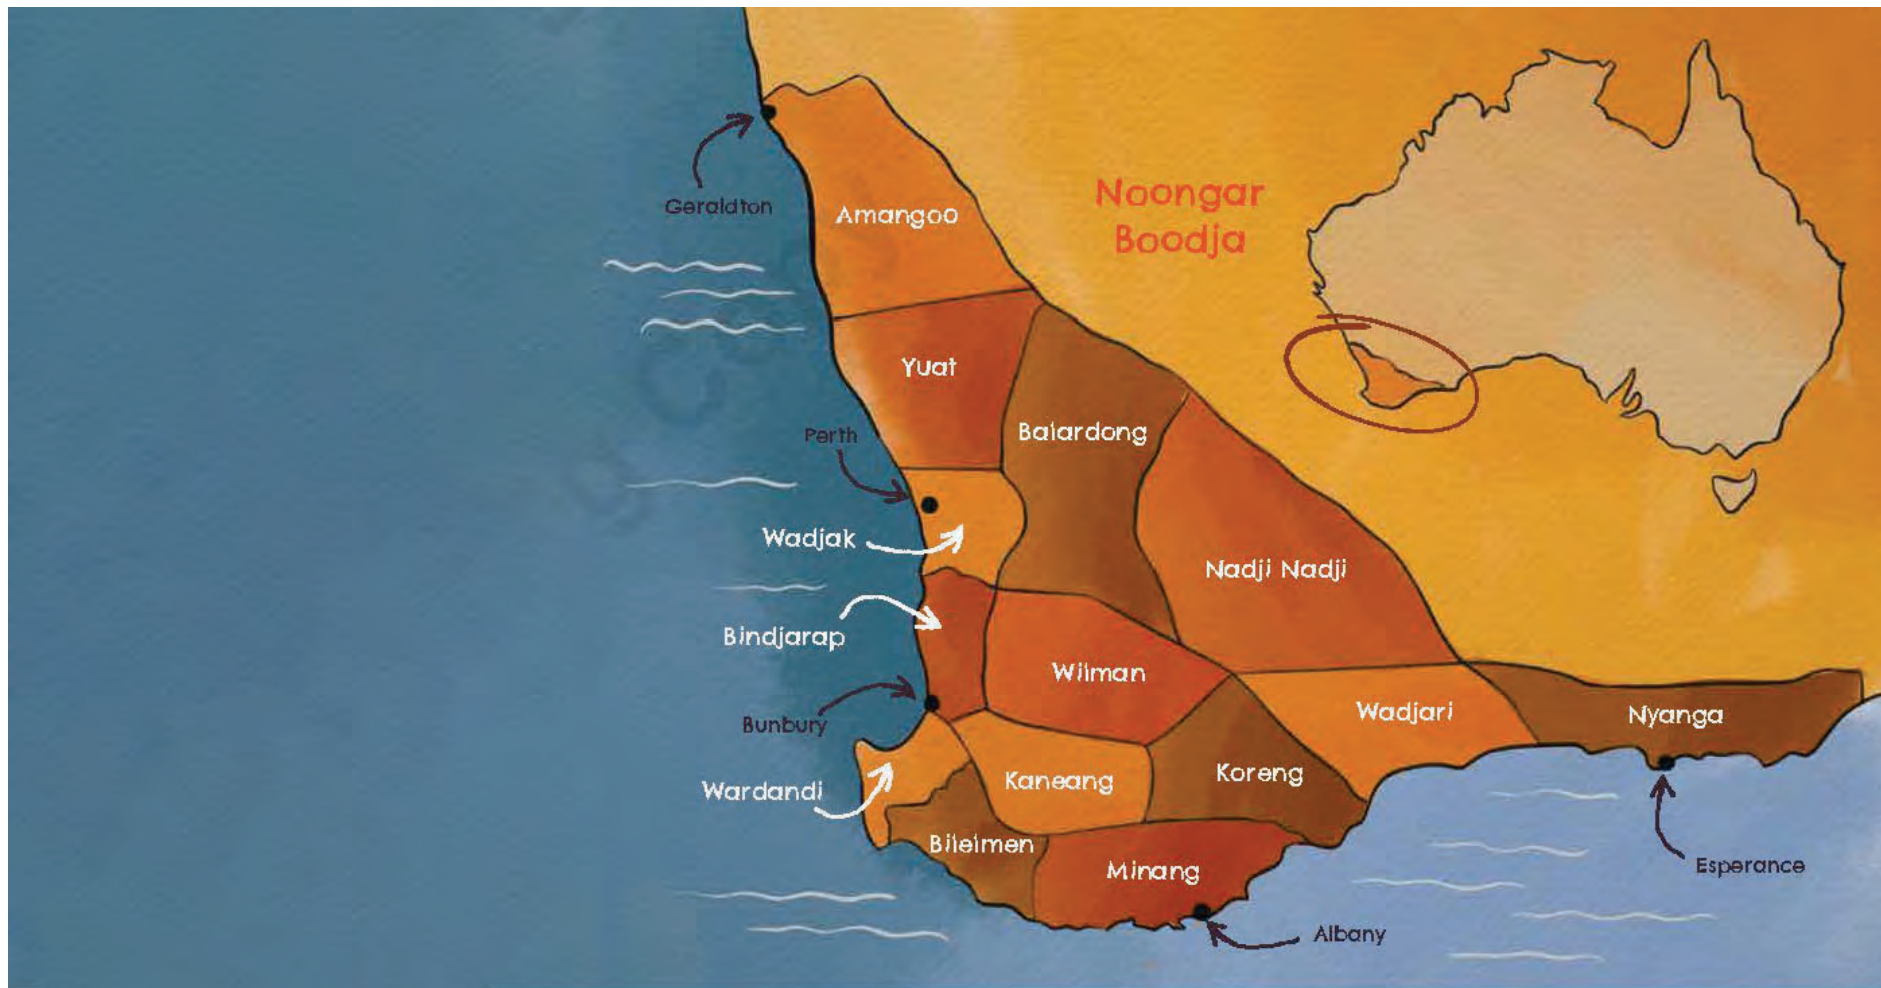 Noongar
Boodja
Geraldton
Amangoo
Yuat
Perth
Balardong
Wadjak
Nadji Nadji
Bindjarap
Wilman
Bunbury
Wadjari
Nyanga
Wardandi
Kaneang
Koreng
Bilelmen
Minang
Esperance
Albany